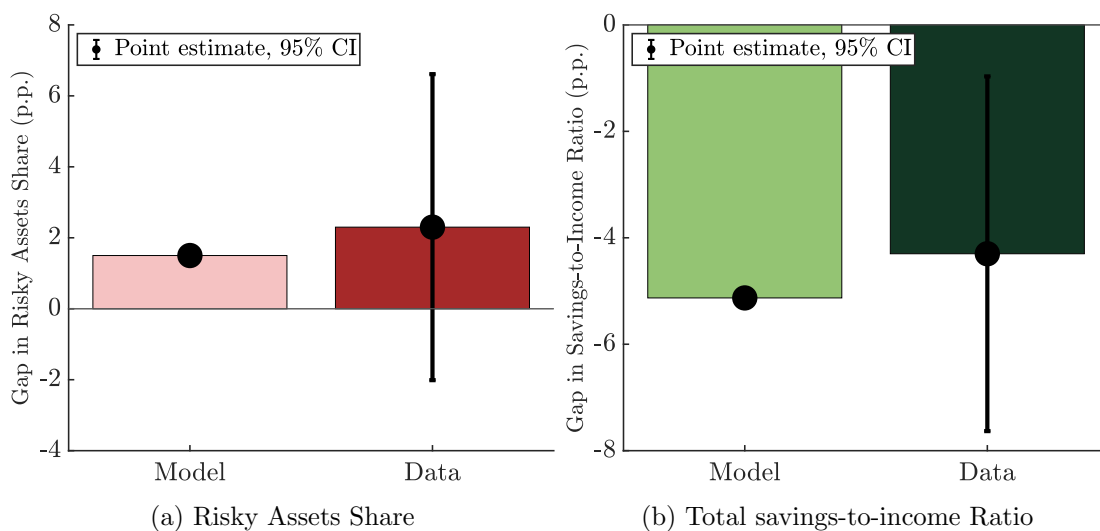 Gap in Risky Assets Share (p.p.)
8
6
4
2
0
-2
-4
Point estimate, 95% CI
Model Data
(a) Risky Assets Share
Gap in Savings-to-Income Ratio (p.p.)
0
-2
-4
-6
-8
Point estimate, 95% CI
Model Data
(b) Total savings-to-income Ratio